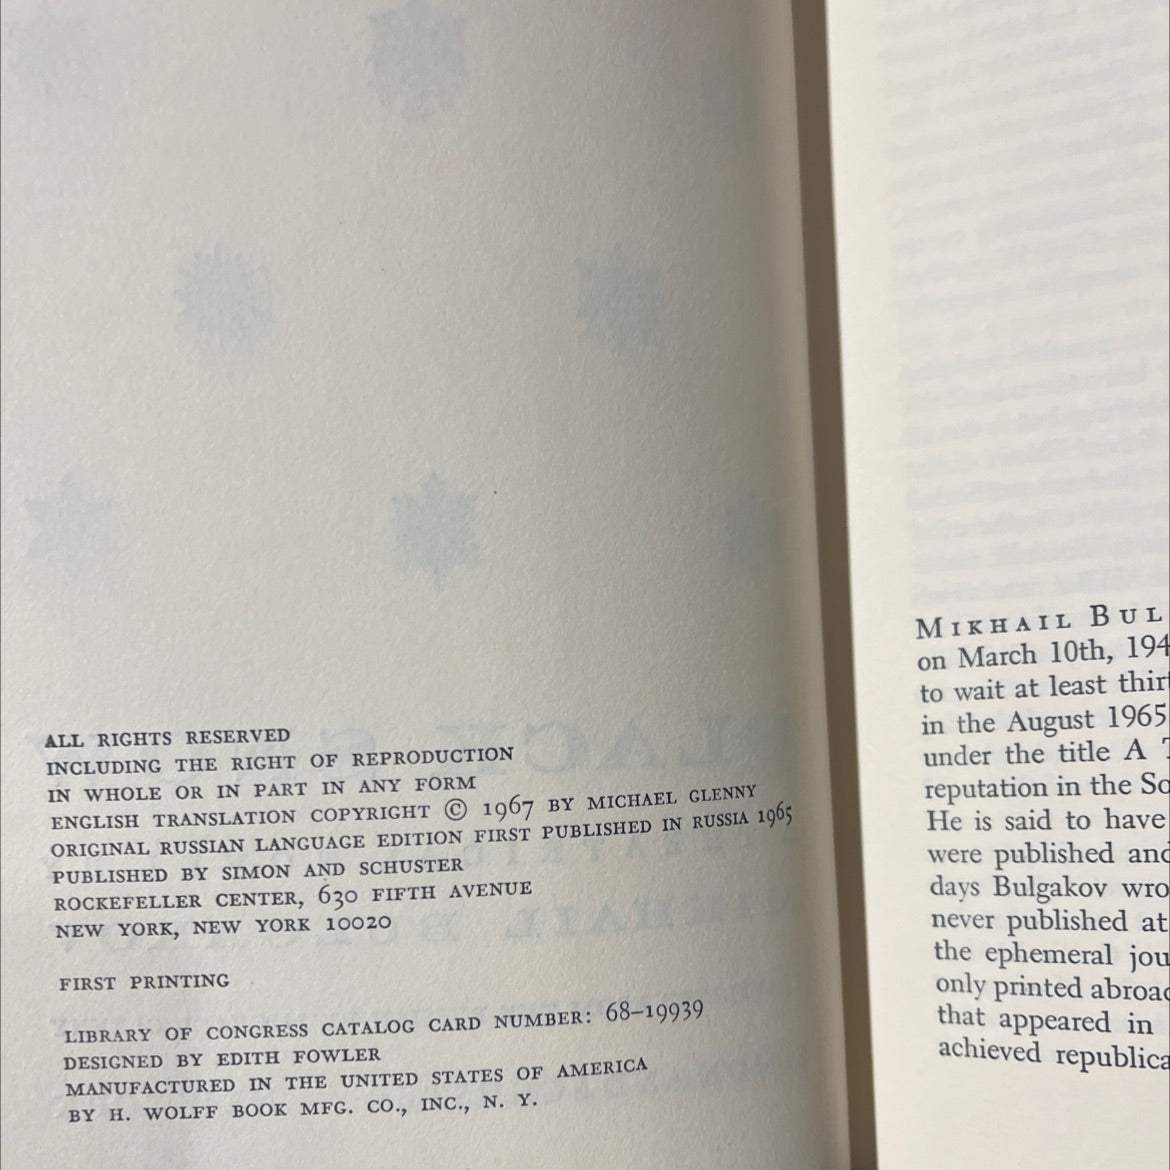 ALL RIGHTS RESERVED
INCLUDING THE RIGHT OF REPRODUCTION
IN WHOLE OR IN PART IN ANY FORM
ENGLISH TRANSLATION COPYRIGHT © 1967 BY MICHAEL GLENNY
ORIGINAL RUSSIAN LANGUAGE EDITION FIRST PUBLISHED IN RUSSIA 1965
PUBLISHED BY SIMON AND SCHUSTER
ROCKEFELLER CENTER, 630 FIFTH AVENUE
NEW YORK, NEW YORK 10020
FIRST PRINTING
LIBRARY OF CONGRESS CATALOG CARD NUMBER: 68-19939
DESIGNED BY EDITH FOWLER
MANUFACTURED IN THE UNITED STATES OF AMERICA
BY H. WOLFF BOOK MFG. CO., INC., N. Y.
MIKHAIL BUL
on March 10th, 194
to wait at least thirt
in the August 1965
under the title A T
reputation in the So
He is said to have
were published and
days Bulgakov wro
never published at
the ephemeral jou
only printed abroad
that appeared in
achieved republica